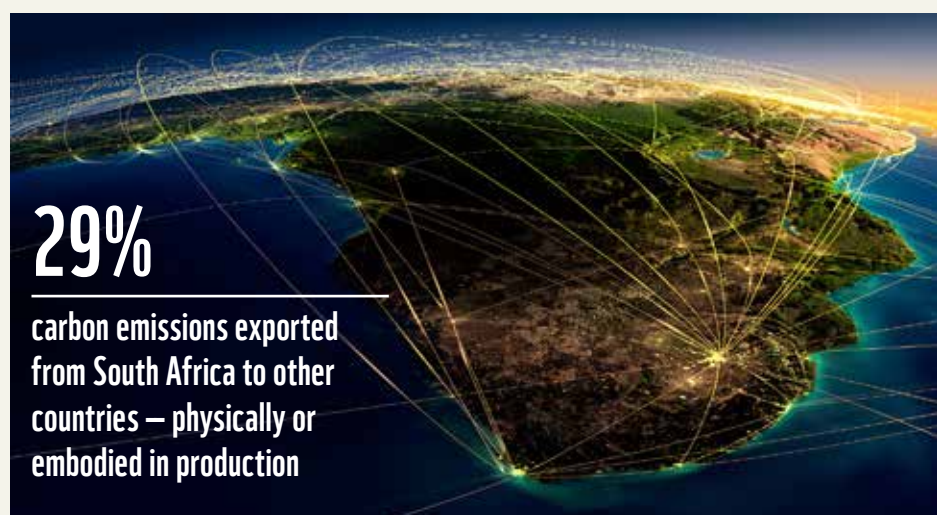 29%
carbon emissions exported
from South Africa to other
countries – physically or
embodied in production